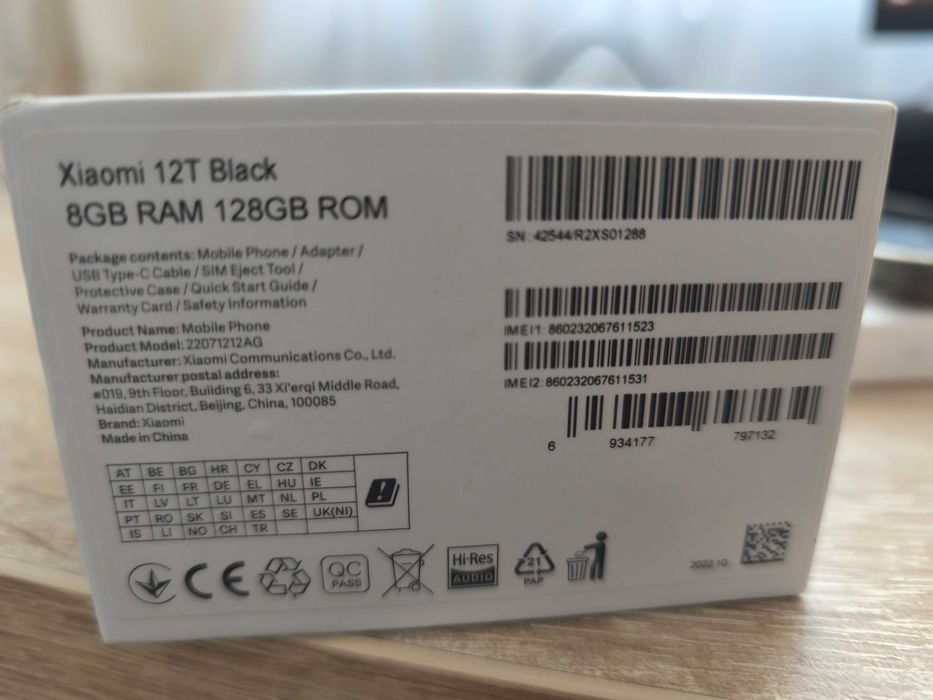 Xiaomi 12T Black
8GB RAM 128GB ROM
Package contents: Mobile Phone / Adapter /
USB Type-C Cable / SIM Eject Tool /
Protective Case / Quick Start Guide /
Warranty Card / Safety Information
Product Name: Mobile Phone
Product Model: 22071212AG
Manufacturer: Xiaomi Communications Co., Ltd.
Manufacturer postal address:
#019, 9th Floor, Building 6, 33 Xi'erqi Middle Road,
Haidian District, Beijing, China, 100085
Brand: Xiaomi
Made in China
SN: 42544/R2XS01288
IMEI1: 860232067611523
IMEI2: 860232067611531
6 934177 797132
AT BE BG HR CY CZ DK
EE FI FR DE EL HU IE
IT LV LT LU MT NL PL
PT RO SK SI ES SE UK(NI)
IS LI NO CH TR
CE
QC
PASS
Hi-Res
AUDIO
21
PAP
2022.10